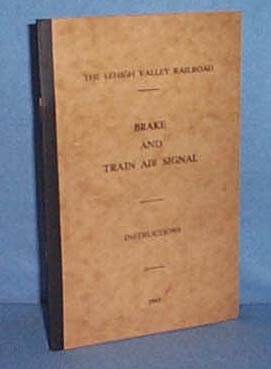 THE LEHIGH VALLEY RAILROAD
BRAKE
AND
TRAIN AIR SIGNAL
INSTRUCTIONS